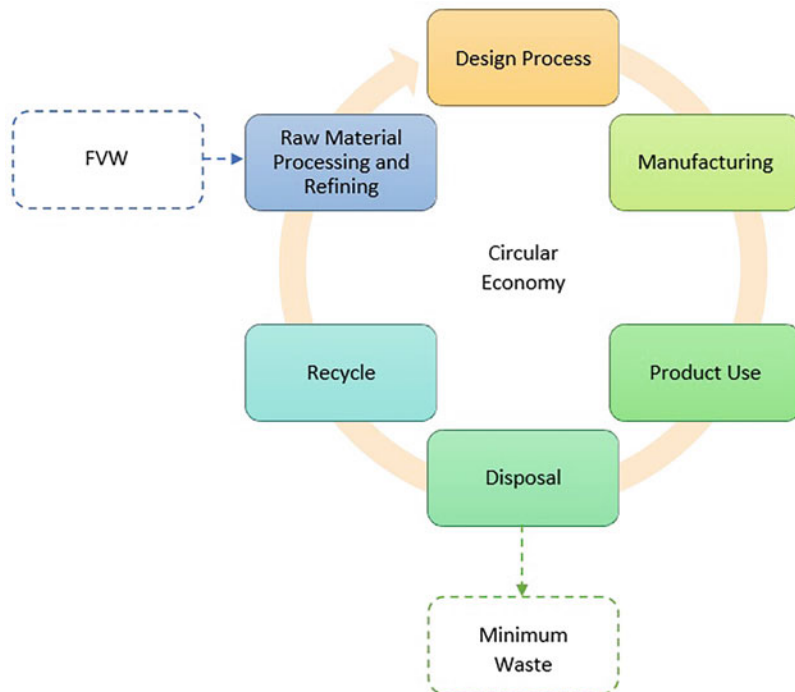 Design Process
FVW
Raw Material
Processing and
Refining
Manufacturing
Circular
Economy
Recycle
Product Use
Disposal
Minimum
Waste